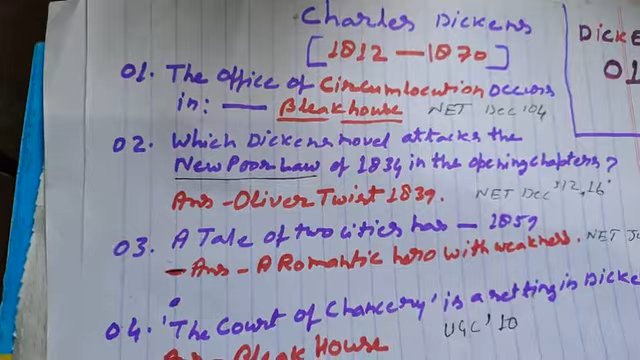 Charles Dickens
[1812 — 1870]
01. The office of Circumlocution occurs
in: — Bleak house NET Dec '04
02. Which Dickens novel attacks the
New Poor Law of 1834 in the opening chapters?
Ans - Oliver Twist 1839. NET Dec '12, 16
03. A Tale of two cities has — 1859
- Ans - A Romantic hero with weakness. NET
04. 'The Court of Chancery' is a setting in Dicke
UGC '10
Ans - Bleak House
Dicke
01